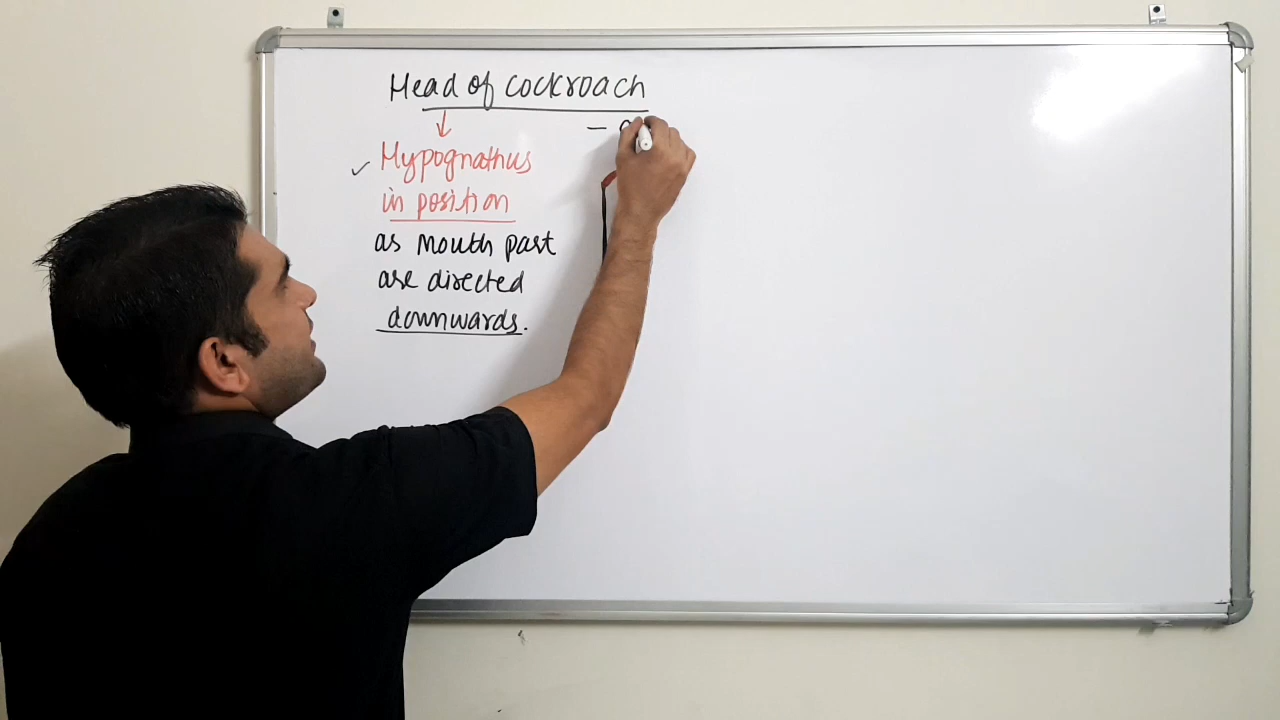 Head of cockroach
↓
✓ Hypognathus
in position
as mouth part
are directed
downwards.
-